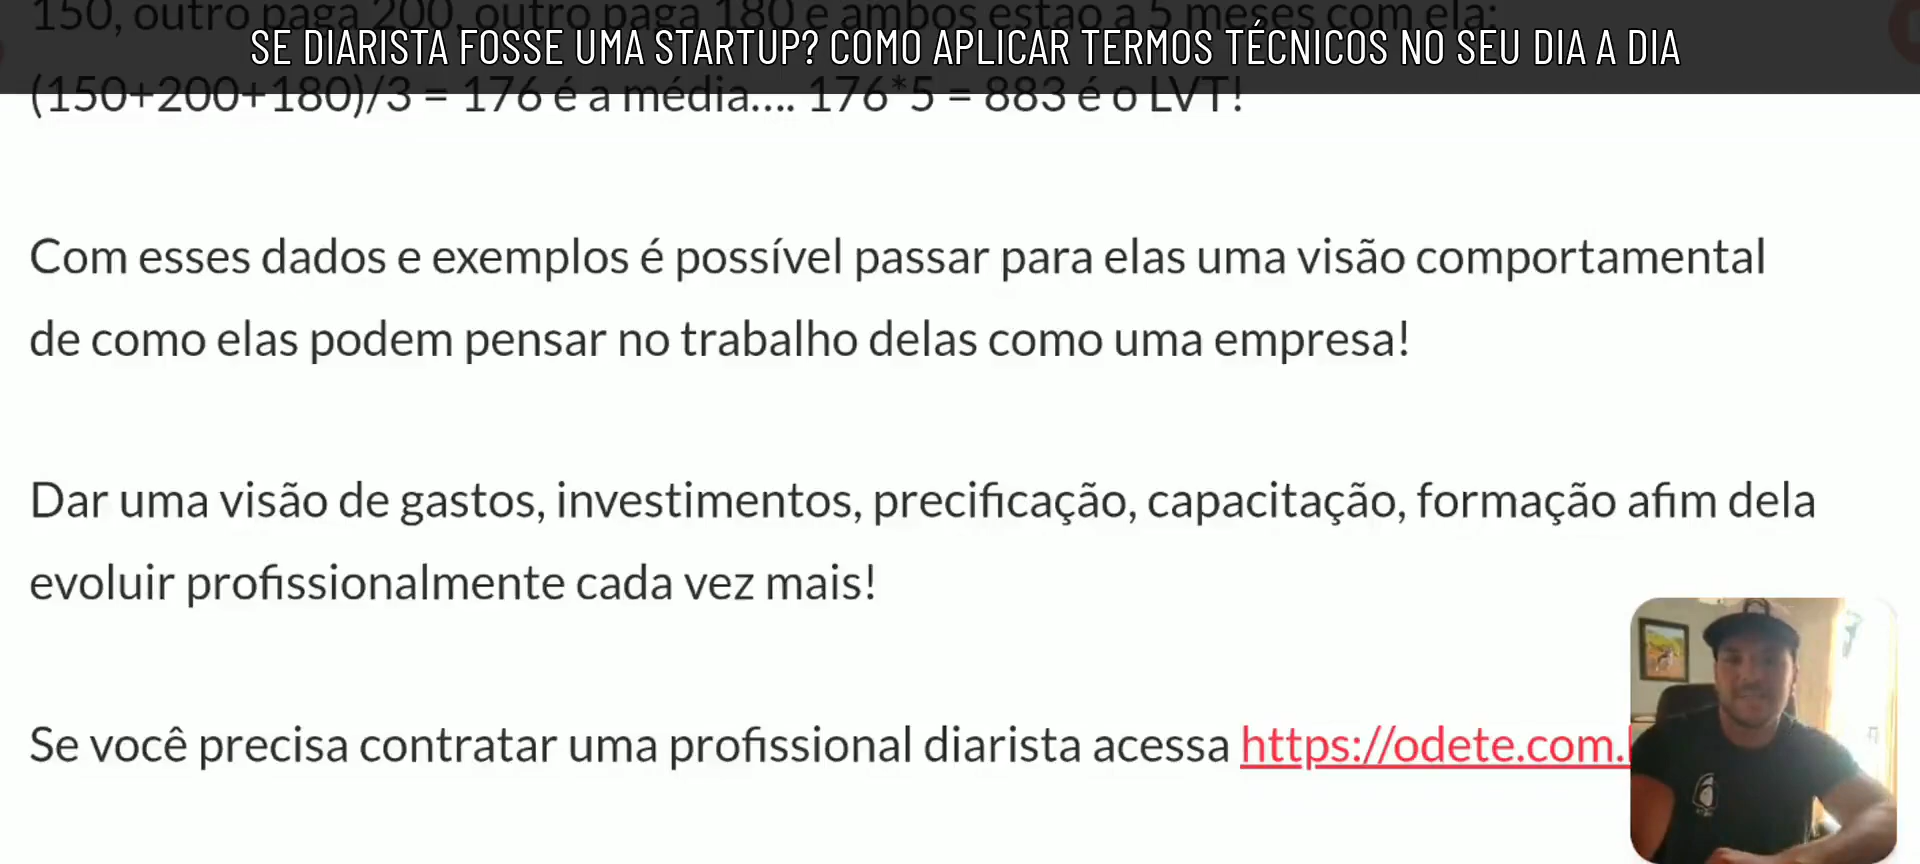 150, outro paga 200, outro paga 180 e ambos estão a 5 meses com ela:
SE DIARISTA FOSSE UMA STARTUP? COMO APLICAR TERMOS TÉCNICOS NO SEU DIA A DIA
(150+200+180)/3 = 176 é a média.... 176*5 = 883 é o LVT!
Com esses dados e exemplos é possível passar para elas uma visão comportamental
de como elas podem pensar no trabalho delas como uma empresa!
Dar uma visão de gastos, investimentos, precificação, capacitação, formação afim dela
evoluir profissionalmente cada vez mais!
Se você precisa contratar uma profissional diarista acessa https://odete.com.